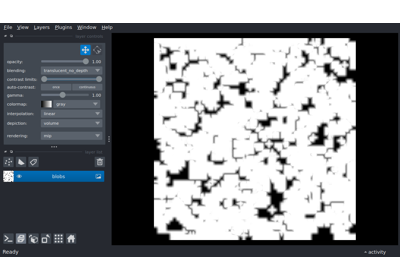 File View Layers Plugins Window Help
opacity: 1.00
blending: translucent_no_depth
contrast limits:
auto-contrast: once continuous
gamma: 1.00
colormap: gray
interpolation: linear
depiction: volume
rendering: mip
blobs
Ready activity